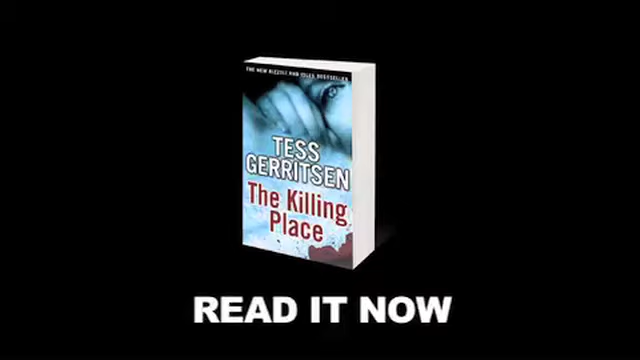 THE NEW RIZZOLI AND ISLES BESTSELLER
TESS
GERRITSEN
The Killing
Place
READ IT NOW